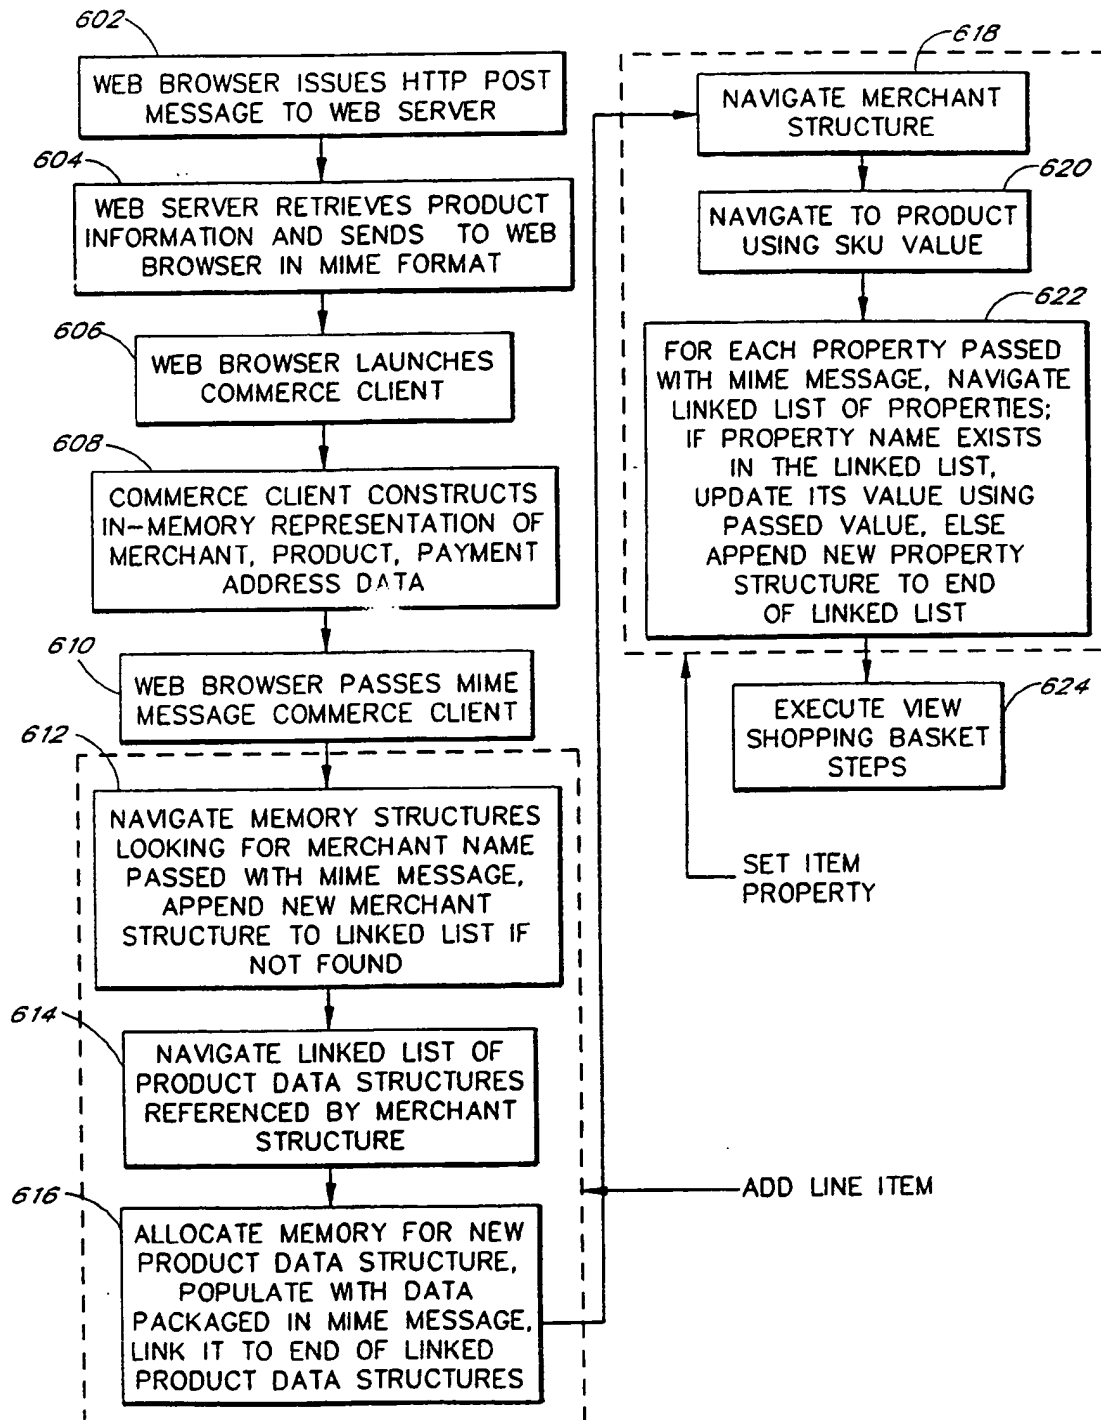 602
WEB BROWSER ISSUES HTTP POST
MESSAGE TO WEB SERVER
604
WEB SERVER RETRIEVES PRODUCT
INFORMATION AND SENDS TO WEB
BROWSER IN MIME FORMAT
606
WEB BROWSER LAUNCHES
COMMERCE CLIENT
608
COMMERCE CLIENT CONSTRUCTS
IN-MEMORY REPRESENTATION OF
MERCHANT, PRODUCT, PAYMENT
ADDRESS DATA
610
WEB BROWSER PASSES MIME
MESSAGE COMMERCE CLIENT
612
NAVIGATE MEMORY STRUCTURES
LOOKING FOR MERCHANT NAME
PASSED WITH MIME MESSAGE,
APPEND NEW MERCHANT
STRUCTURE TO LINKED LIST IF
NOT FOUND
614
NAVIGATE LINKED LIST OF
PRODUCT DATA STRUCTURES
REFERENCED BY MERCHANT
STRUCTURE
616
ALLOCATE MEMORY FOR NEW
PRODUCT DATA STRUCTURE,
POPULATE WITH DATA
PACKAGED IN MIME MESSAGE,
LINK IT TO END OF LINKED
PRODUCT DATA STRUCTURES
ADD LINE ITEM
618
NAVIGATE MERCHANT
STRUCTURE
620
NAVIGATE TO PRODUCT
USING SKU VALUE
622
FOR EACH PROPERTY PASSED
WITH MIME MESSAGE, NAVIGATE
LINKED LIST OF PROPERTIES;
IF PROPERTY NAME EXISTS
IN THE LINKED LIST,
UPDATE ITS VALUE USING
PASSED VALUE, ELSE
APPEND NEW PROPERTY
STRUCTURE TO END
OF LINKED LIST
624
EXECUTE VIEW
SHOPPING BASKET
STEPS
SET ITEM
PROPERTY